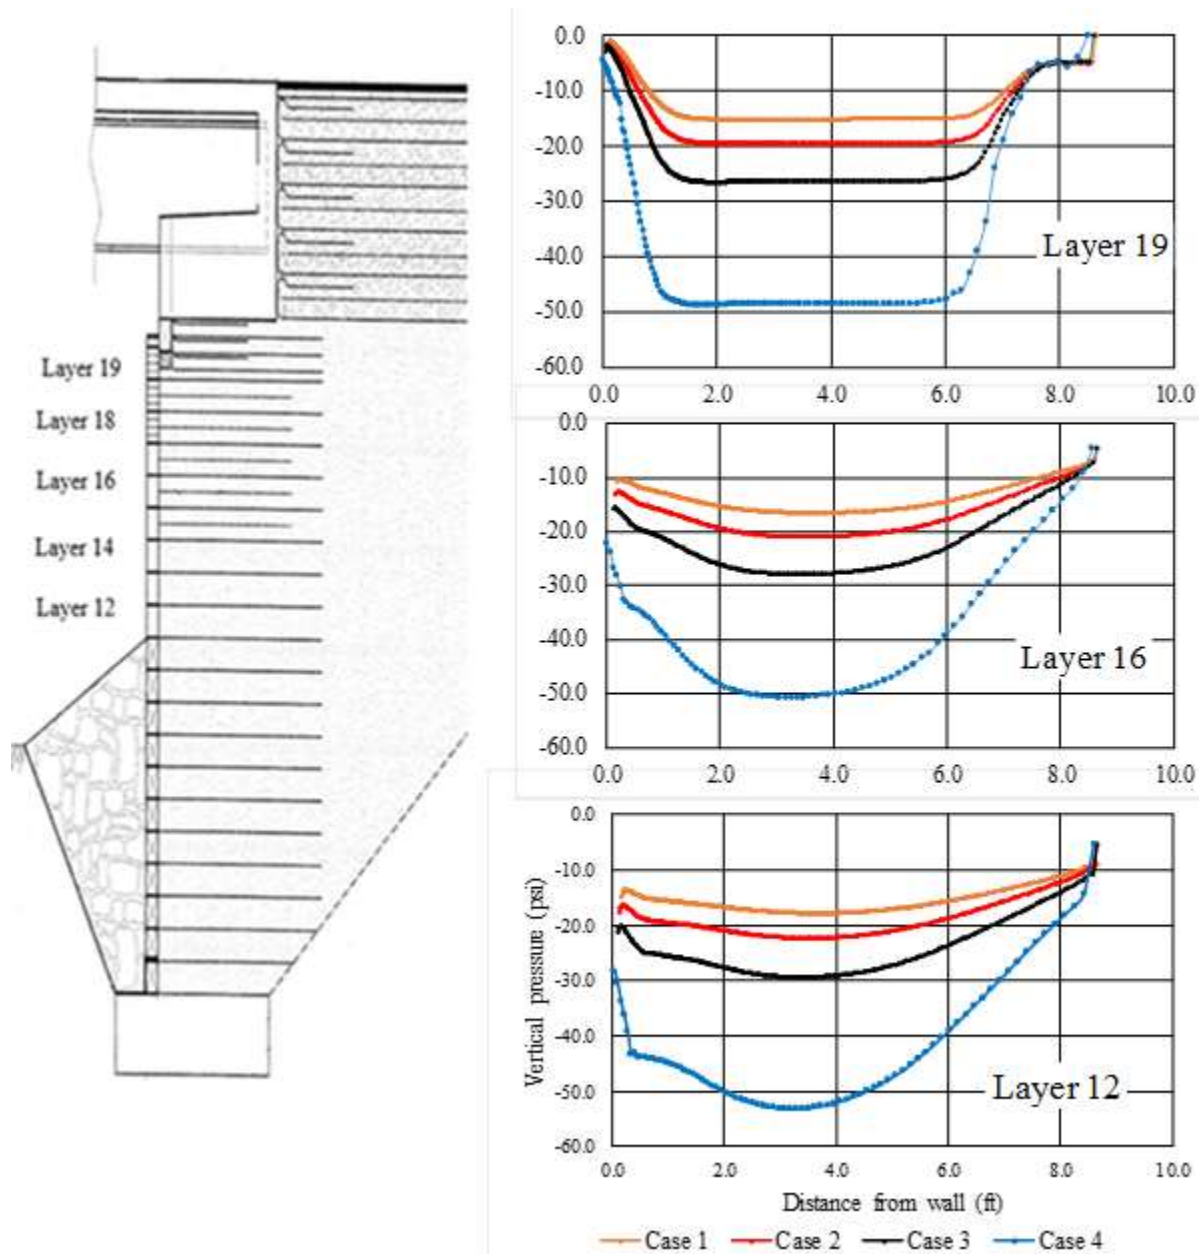 Layer 19
Layer 18
Layer 16
Layer 14
Layer 12
0.0
-10.0
-20.0
-30.0
-40.0
-50.0
-60.0
Layer 19
0.0 2.0 4.0 6.0 8.0 10.0
0.0
-10.0
-20.0
-30.0
-40.0
-50.0
-60.0
Layer 16
0.0 2.0 4.0 6.0 8.0 10.0
Vertical pressure (psi)
0.0
-10.0
-20.0
-30.0
-40.0
-50.0
-60.0
Layer 12
0.0 2.0 4.0 6.0 8.0 10.0
Distance from wall (ft)
Case 1 Case 2 Case 3 Case 4